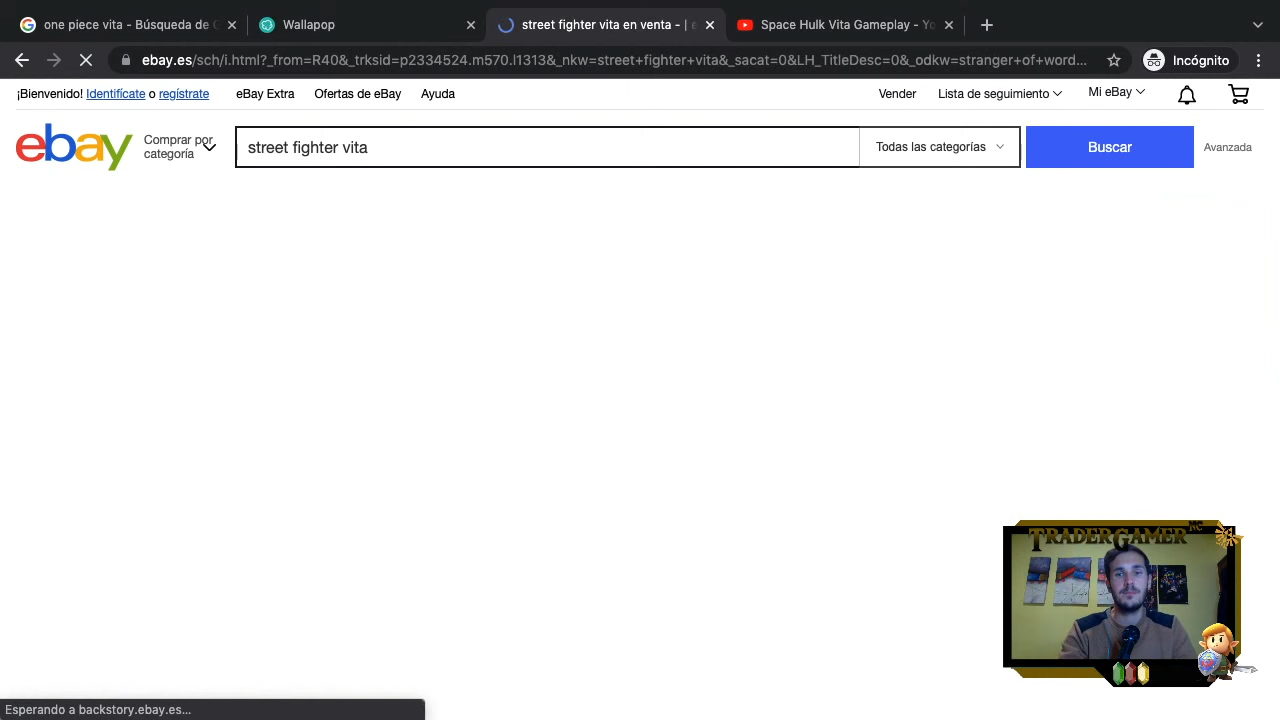 one piece vita - Búsqueda de G
Wallapop
street fighter vita en venta - | e
Space Hulk Vita Gameplay - Yo
ebay.es/sch/i.html?_from=R40&_trksid=p2334524.m570.l1313&_nkw=street+fighter+vita&_sacat=0&LH_TitleDesc=0&_odkw=stranger+of+word...
Incógnito
¡Bienvenido! Identifícate o regístrate
eBay Extra
Ofertas de eBay
Ayuda
Vender
Lista de seguimiento
Mi eBay
ebay
Comprar por
categoría
street fighter vita
Todas las categorías
Buscar
Avanzada
TRADERGAMER
MC
Esperando a backstory.ebay.es...